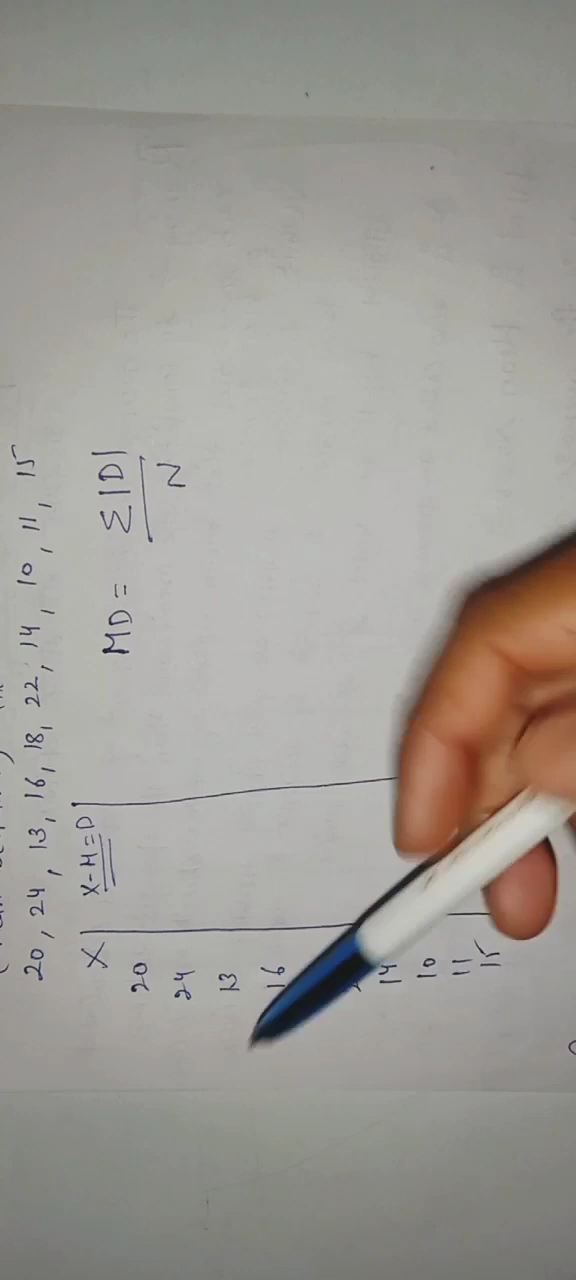 20, 24, 13, 16, 18, 22, 14, 10, 11, 15
X X-M=D MD = Σ|D|
N
20
24
13
16
14
10
11
15